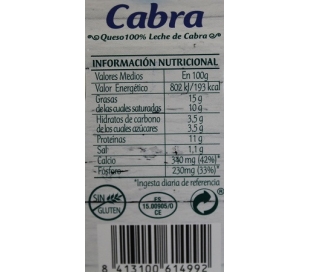 Cabra
Queso 100% Leche de Cabra
INFORMACIÓN NUTRICIONAL
Valores Medios En 100g
Valor Energético 802 kJ/193 kcal
Grasas 15 g
de las cuales saturadas 10 g
Hidratos de carbono 3,5 g
de los cuales azúcares 3,5 g
Proteínas 11 g
Sal 1,1 g
Calcio 340 mg (42%)*
Fósforo 230mg (33%)*
*ingesta diaria de referencia
SIN GLUTEN
ES
15.00905/O
CE
®
8 413100 614992